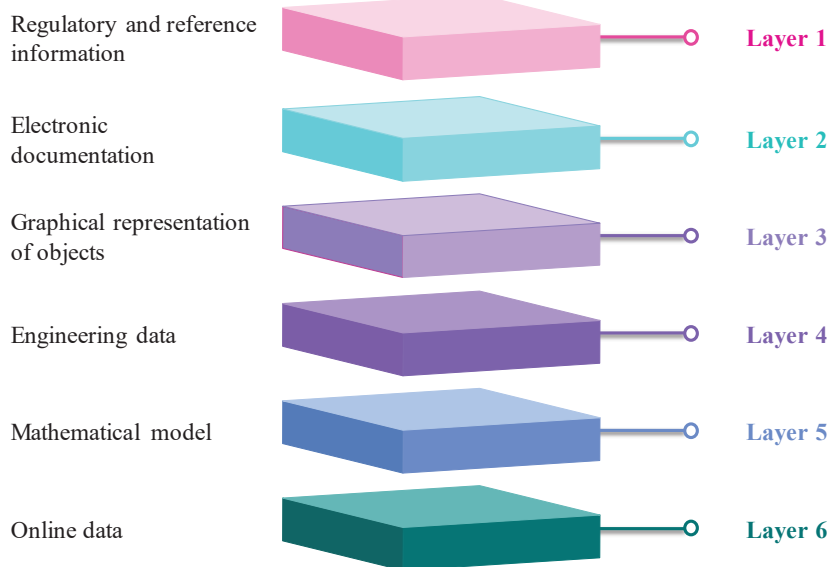 Regulatory and reference
information
Layer 1
Electronic
documentation
Layer 2
Graphical representation
of objects
Layer 3
Engineering data
Layer 4
Mathematical model
Layer 5
Online data
Layer 6